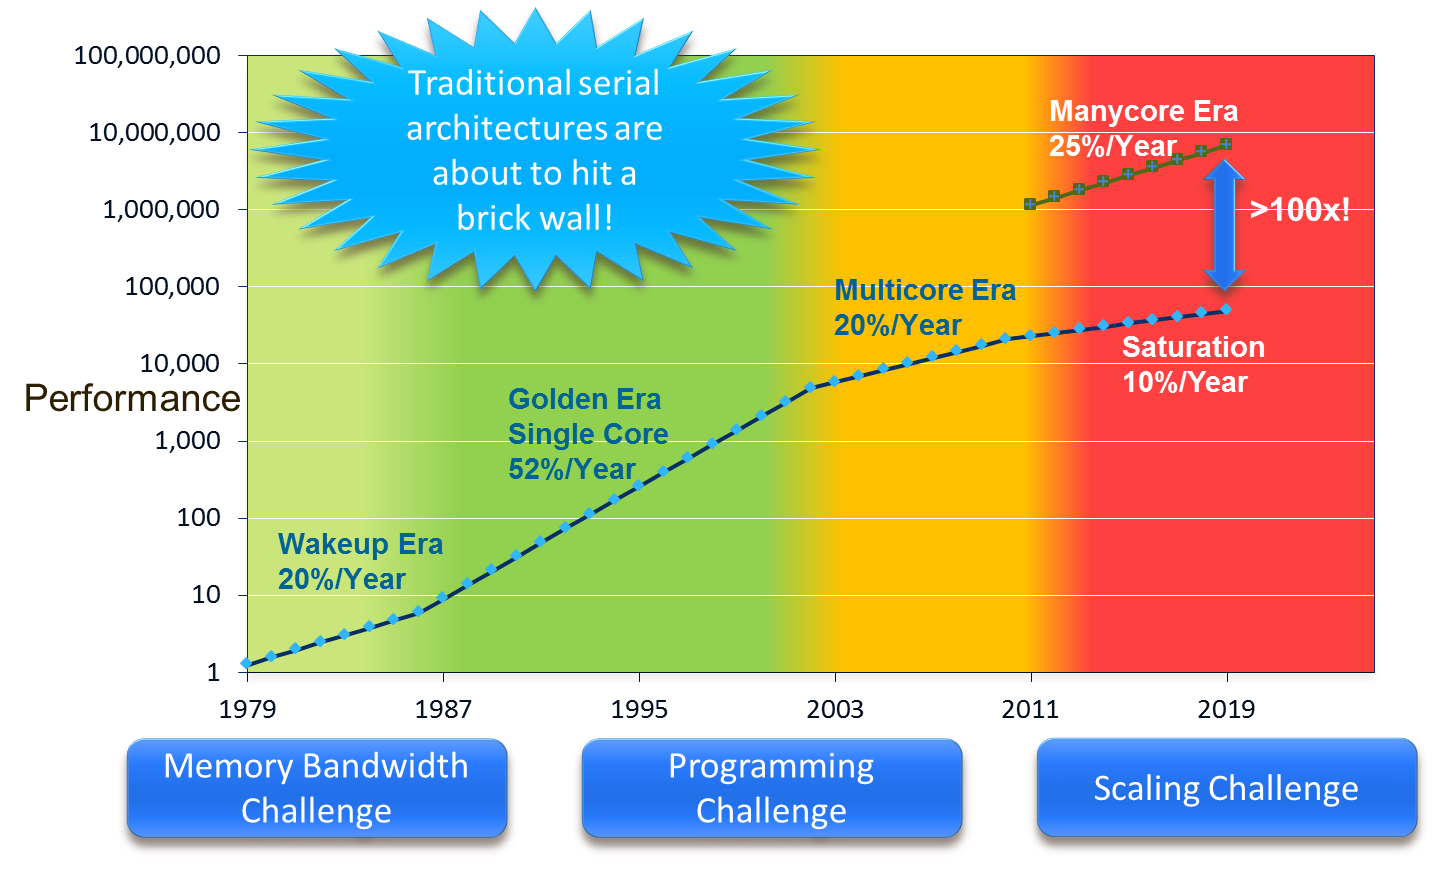 Traditional serial
architectures are
about to hit a
brick wall!
100,000,000
10,000,000
1,000,000
100,000
10,000
1,000
100
10
1
Performance
Manycore Era
25%/Year
>100x!
Multicore Era
20%/Year
Saturation
10%/Year
Golden Era
Single Core
52%/Year
Wakeup Era
20%/Year
1979
1987
1995
2003
2011
2019
Memory Bandwidth
Challenge
Programming
Challenge
Scaling Challenge